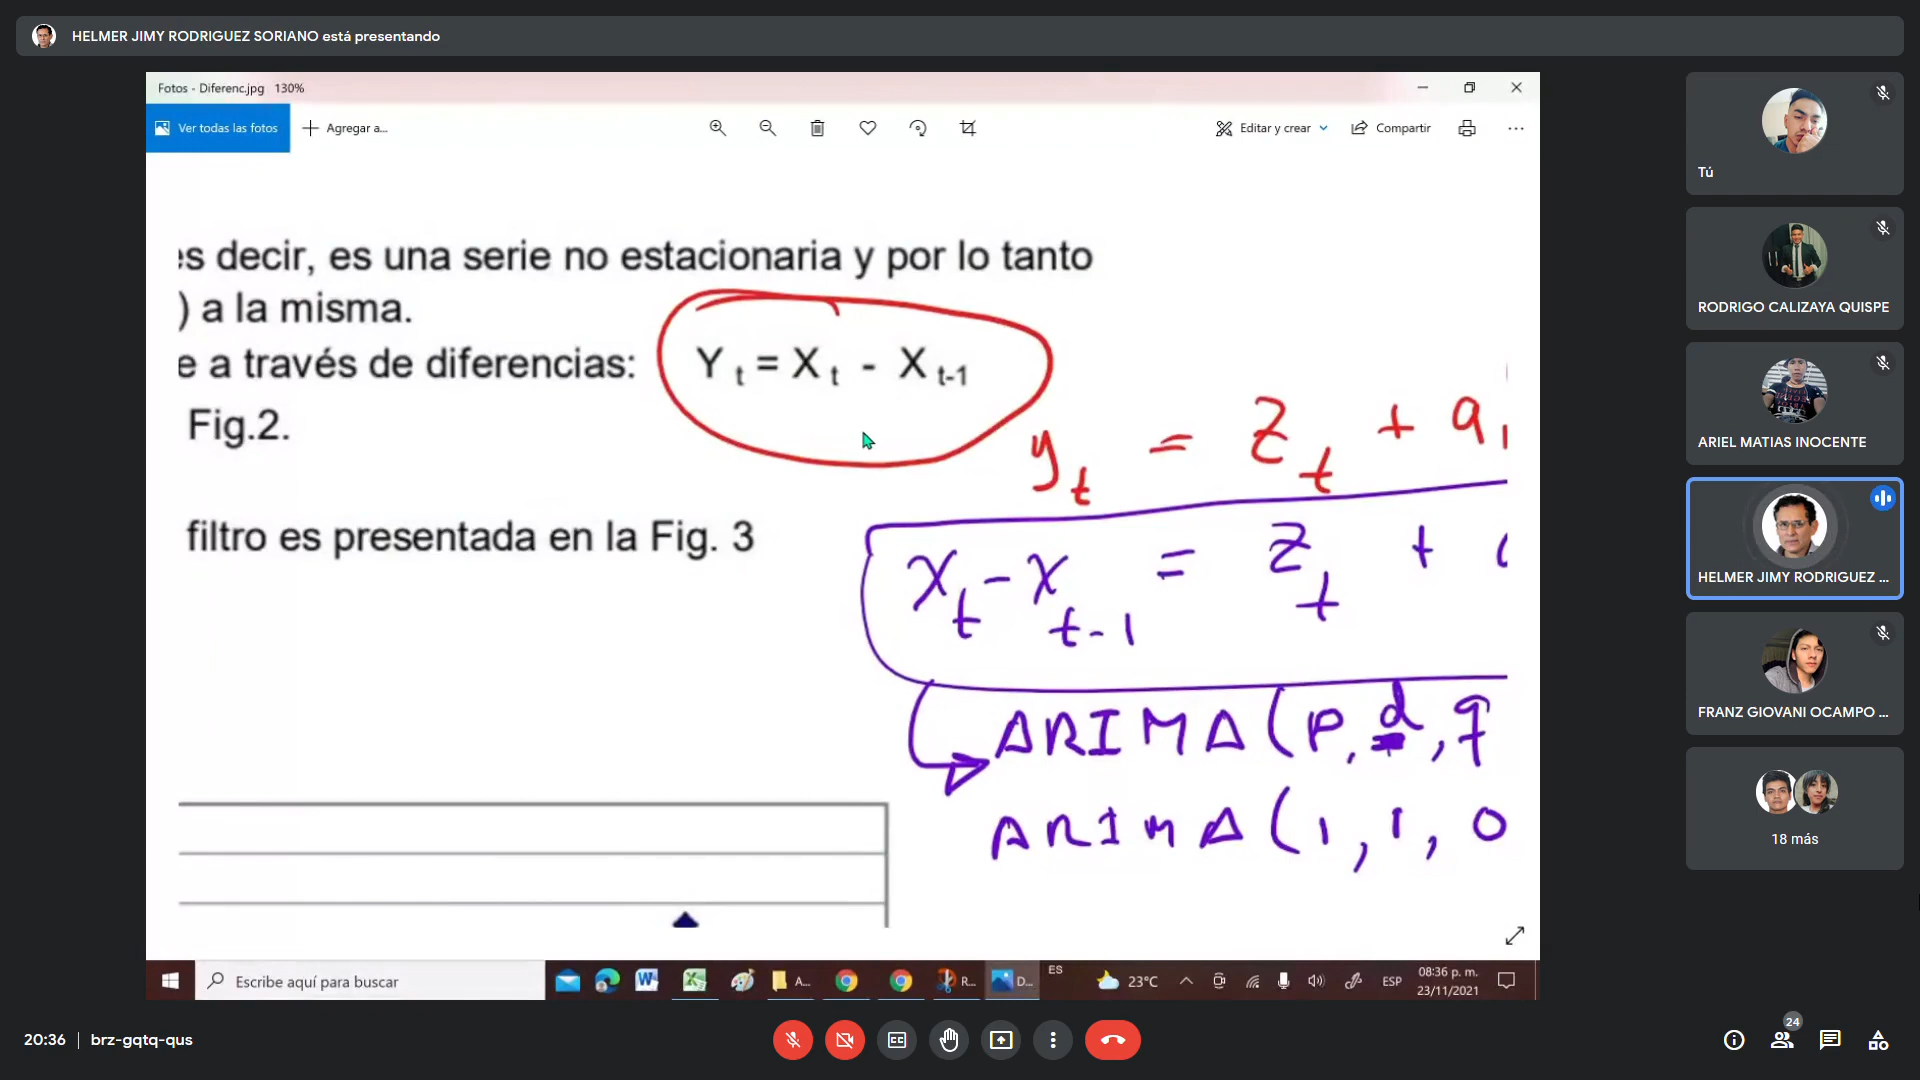 HELMER JIMY RODRIGUEZ SORIANO está presentando
Fotos - Diferenc.jpg 130%
Ver todas las fotos
Agregar a...
Editar y crear
Compartir
es decir, es una serie no estacionaria y por lo tanto
) a la misma.
e a través de diferencias: Y t = X t - X t-1
Fig.2.
y t = z t + a 1
filtro es presentada en la Fig. 3
x t - x t-1 = z t +
ARIMA(p, d, q
ARIMA(1, 1, 0
Tú
RODRIGO CALIZAYA QUISPE
ARIEL MATIAS INOCENTE
HELMER JIMY RODRIGUEZ ...
FRANZ GIOVANI OCAMPO ...
18 más
Escribe aquí para buscar
A...
R...
D...
ES
23°C
ESP
08:36 p. m.
23/11/2021
20:36 | brz-gqtq-qus
24